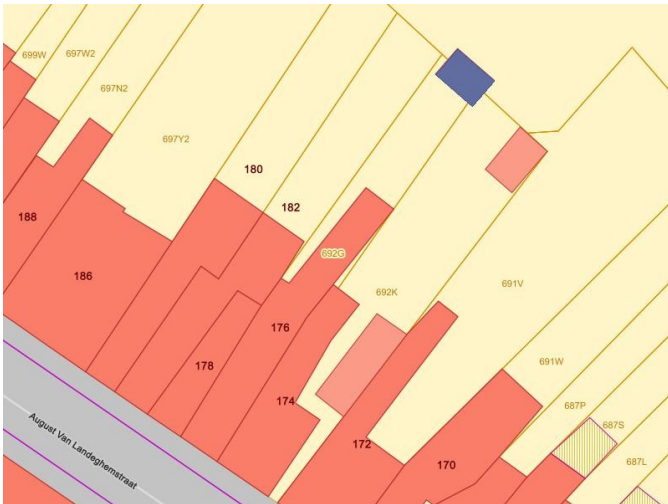 699W
697W2
697N2
697Y2
180
182
188
186
692G
692K
691V
176
178
174
172
170
691W
687P
687S
687L
August Van Landeghemstraat